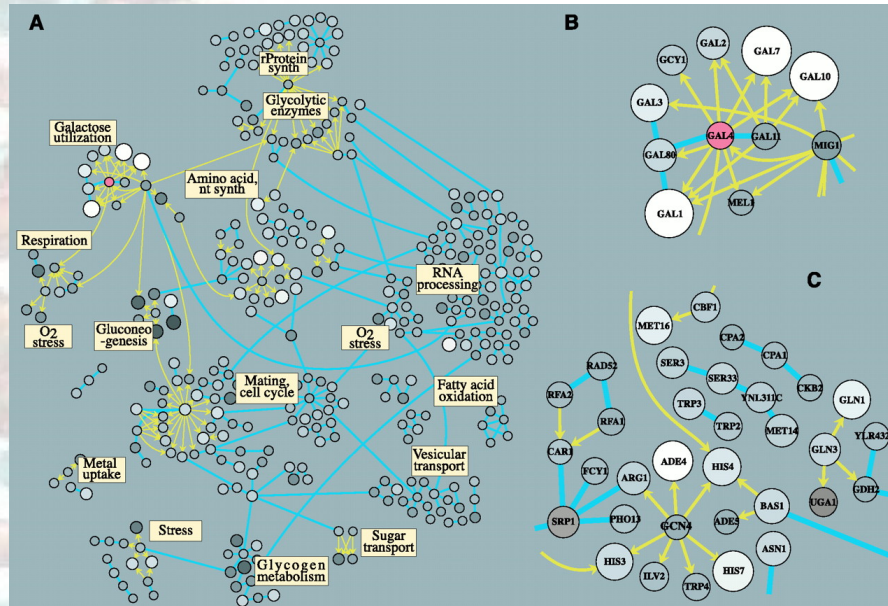 A
rProtein
synth
Glycolytic
enzymes
Galactose
utilization
Amino acid,
nt synth
Respiration
O2
stress
Gluconeo
-genesis
RNA
processing
O2
stress
Mating,
cell cycle
Fatty acid
oxidation
Metal
uptake
Vesicular
transport
Stress
Sugar
transport
Glycogen
metabolism
B
GAL2
GAL7
GCY1
GAL10
GAL3
GAL4
GAL11
MIG1
GAL80
MEL1
GAL1
C
CBF1
MET16
CPA2
CPA1
CKB2
SER3
SER33
YNL311C
MET14
TRP3
TRP2
RAD52
RFA2
RFA1
CAR1
GLN1
YLR432
GLN3
GDH2
UGA1
ADE4
HIS4
FCY1
ARG1
SRP1
PHO13
GCN4
ADE5
BAS1
ASN1
HIS3
ILV2
TRP4
HIS7